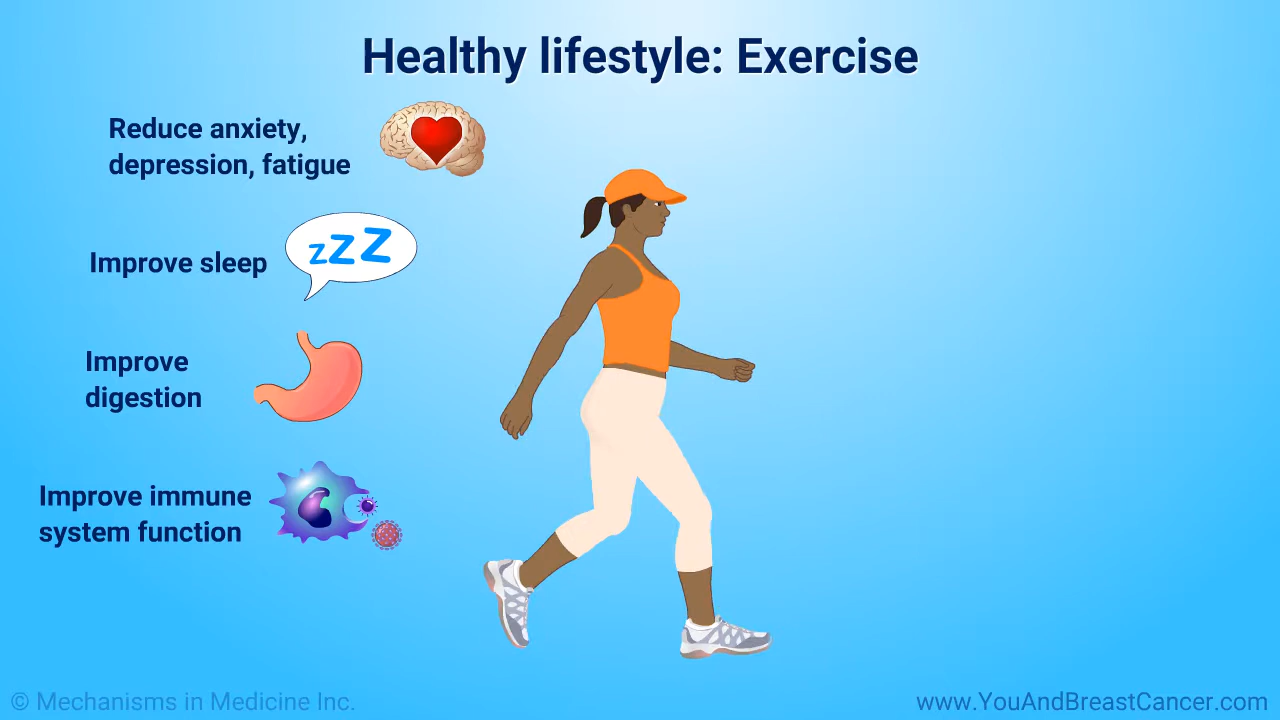 Healthy lifestyle: Exercise
Reduce anxiety,
depression, fatigue
zzZ
Improve sleep
Improve
digestion
Improve immune
system function
© Mechanisms in Medicine Inc.
www.YouAndBreastCancer.com